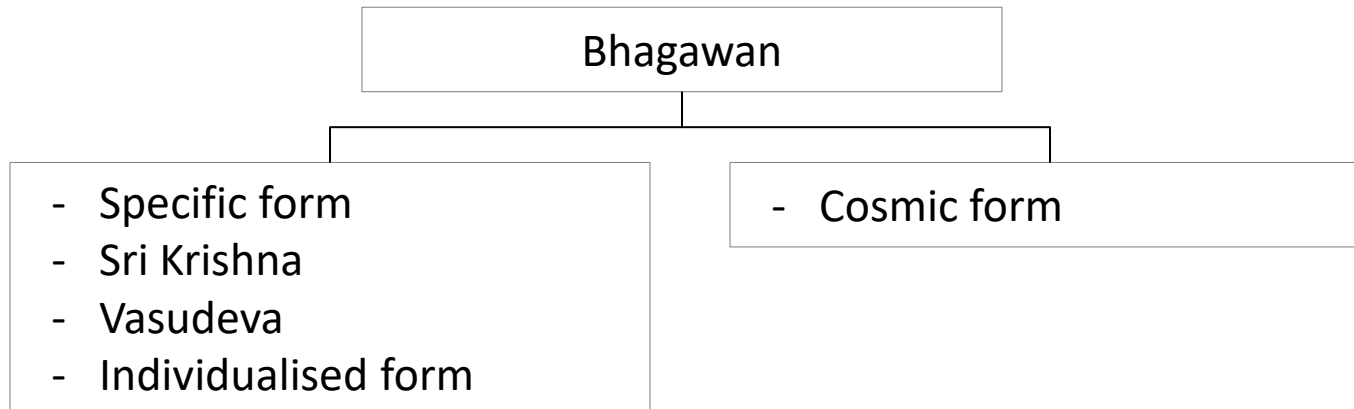 Bhagawan
- Specific form
- Sri Krishna
- Vasudeva
- Individualised form
- Cosmic form